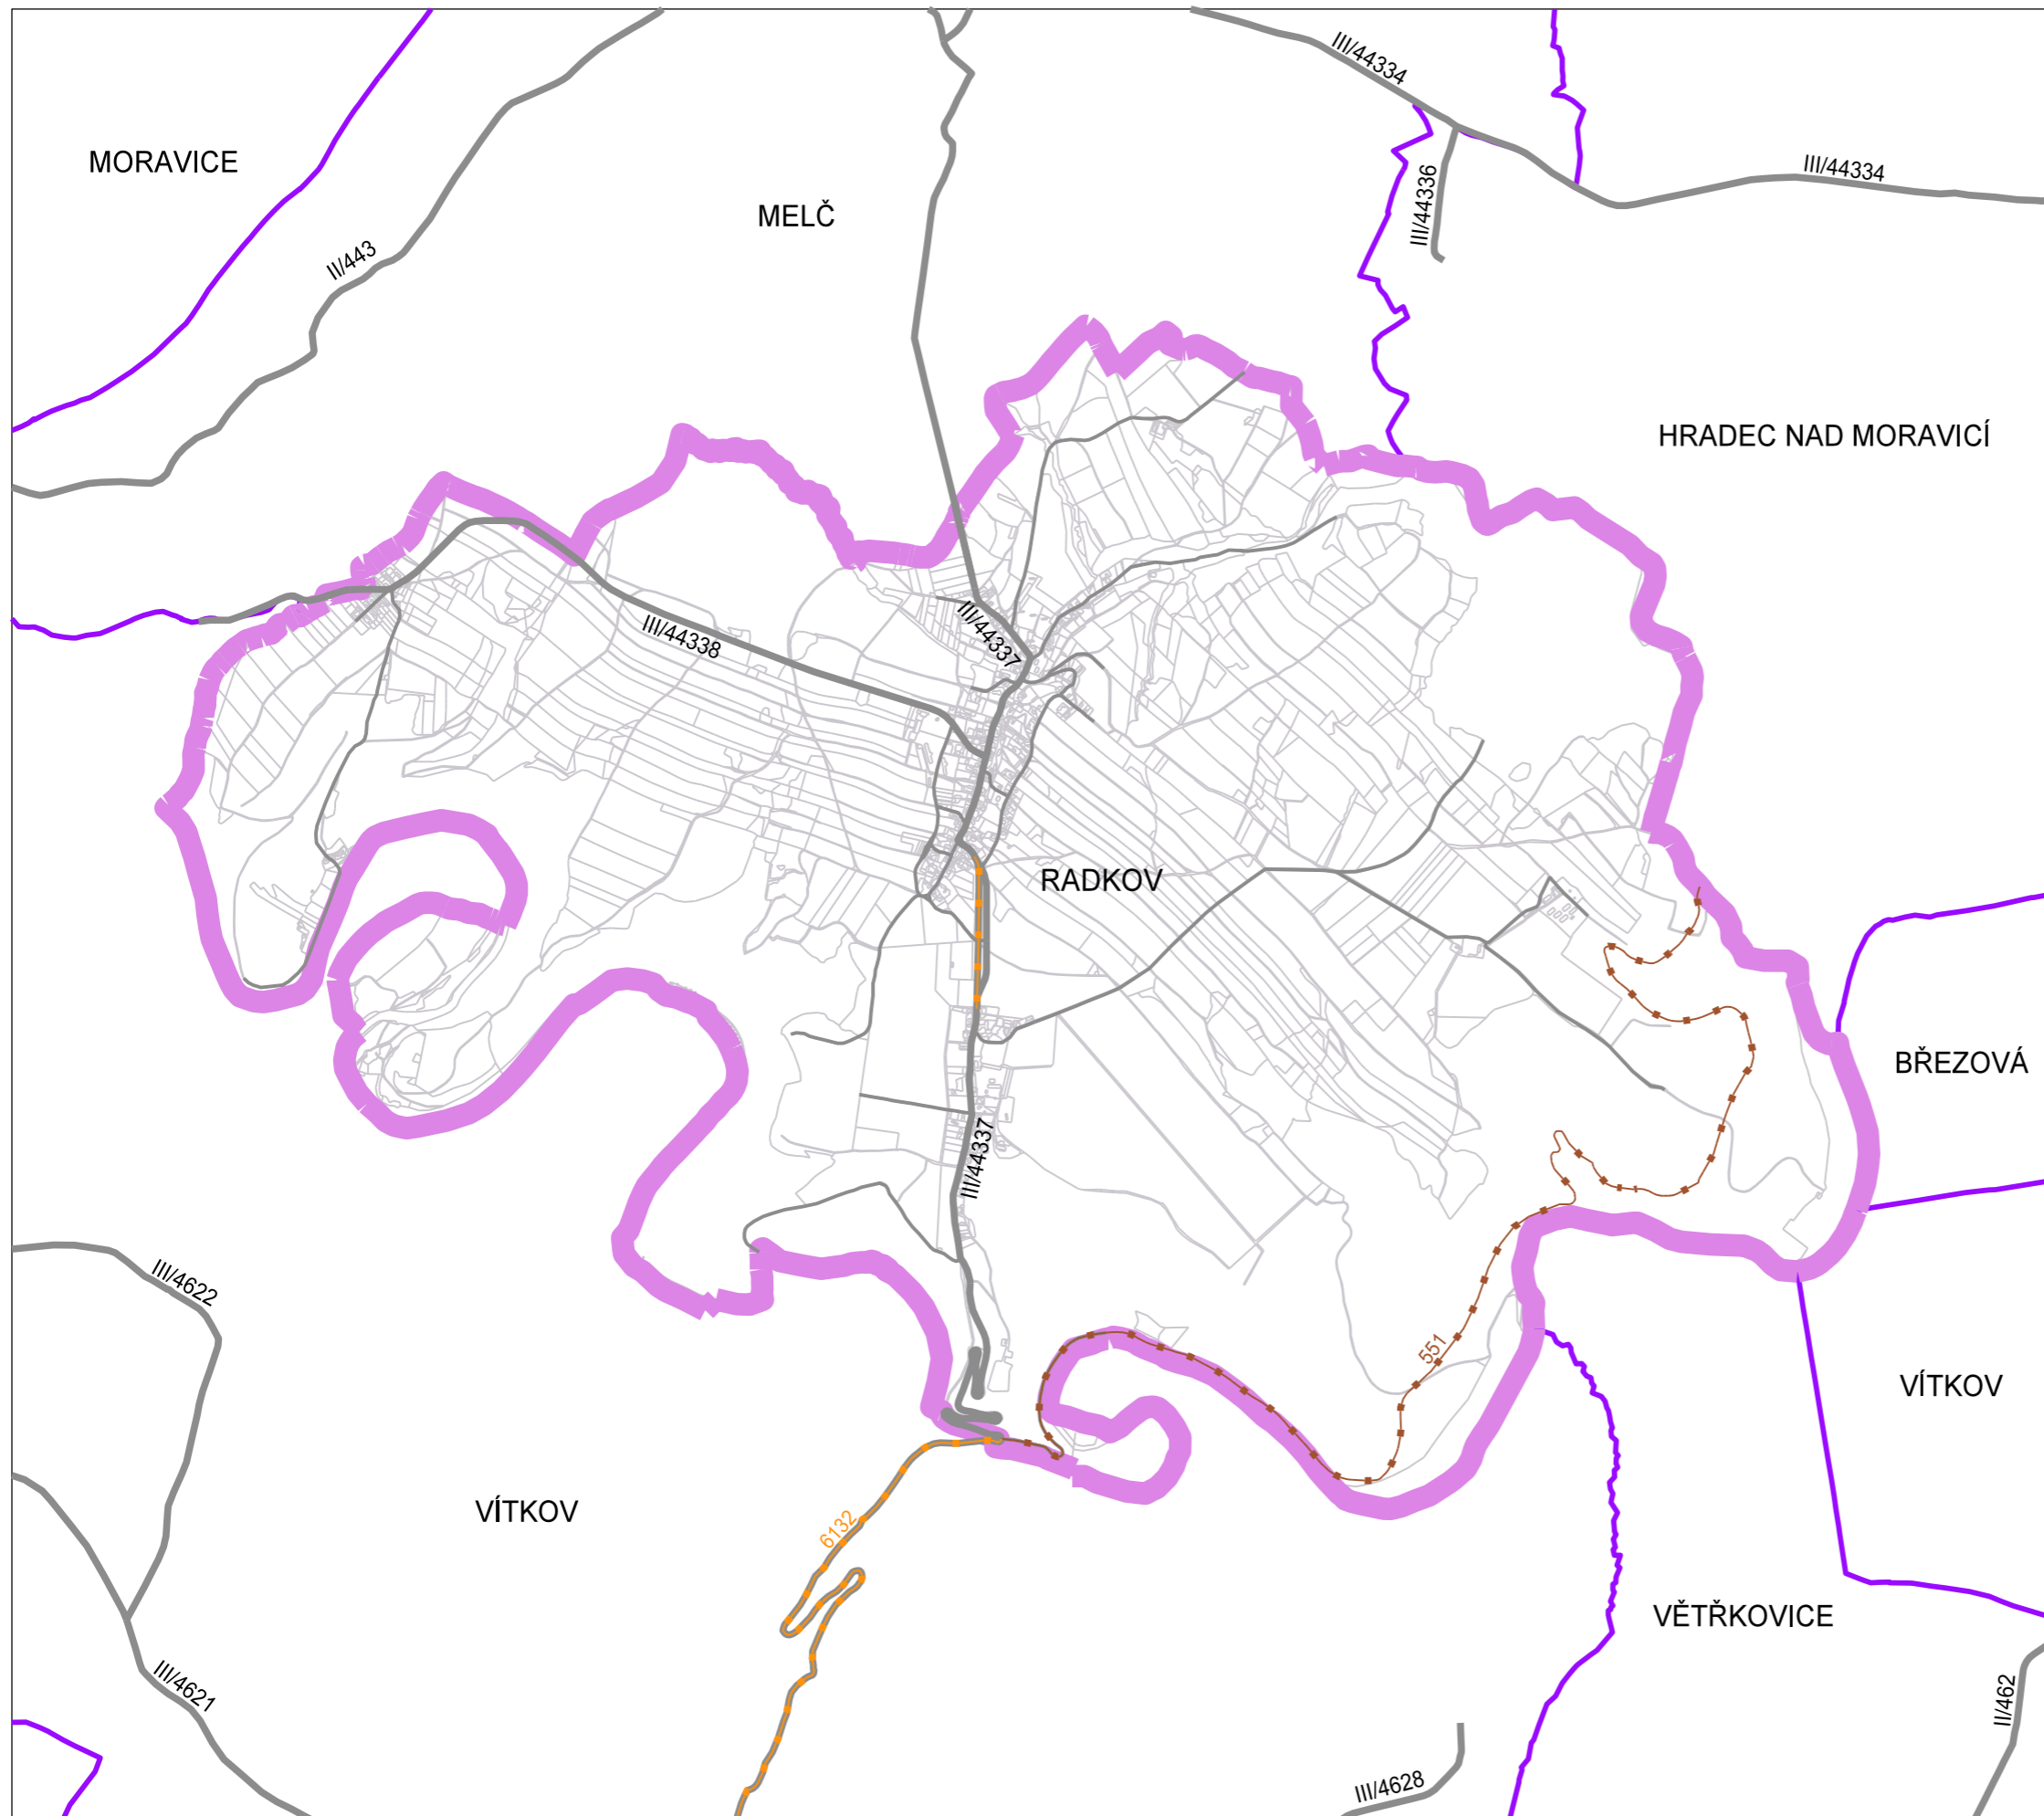 III/44334
MORAVICE
III/44334
MELČ
III/44336
II/443
HRADEC NAD MORAVICÍ
III/44338
III/44337
RADKOV
BŘEZOVÁ
III/44337
III/4622
551
VÍTKOV
VÍTKOV
6132
VĚTŘKOVICE
III/4621
II/462
III/4628